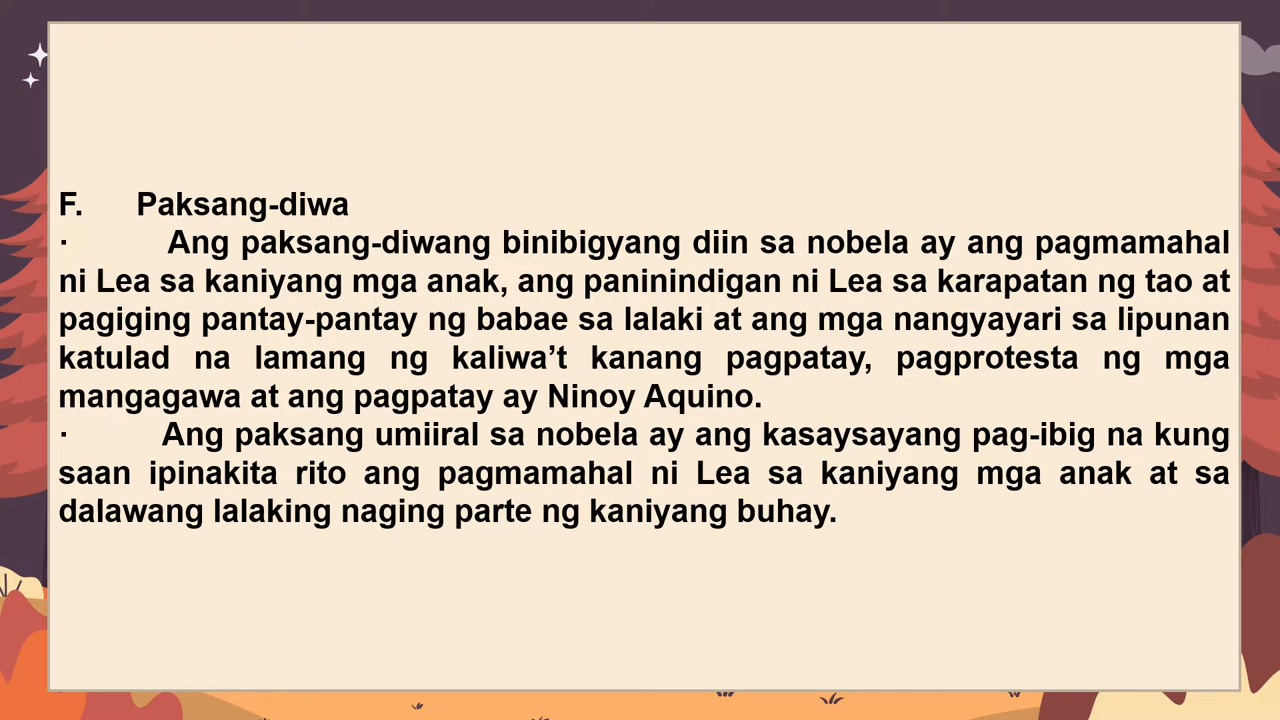 F. Paksang-diwa
· Ang paksang-diwang binibigyang diin sa nobela ay ang pagmamahal
ni Lea sa kaniyang mga anak, ang paninindigan ni Lea sa karapatan ng tao at
pagiging pantay-pantay ng babae sa lalaki at ang mga nangyayari sa lipunan
katulad na lamang ng kaliwa’t kanang pagpatay, pagprotesta ng mga
mangagawa at ang pagpatay ay Ninoy Aquino.
· Ang paksang umiiral sa nobela ay ang kasaysayang pag-ibig na kung
saan ipinakita rito ang pagmamahal ni Lea sa kaniyang mga anak at sa
dalawang lalaking naging parte ng kaniyang buhay.